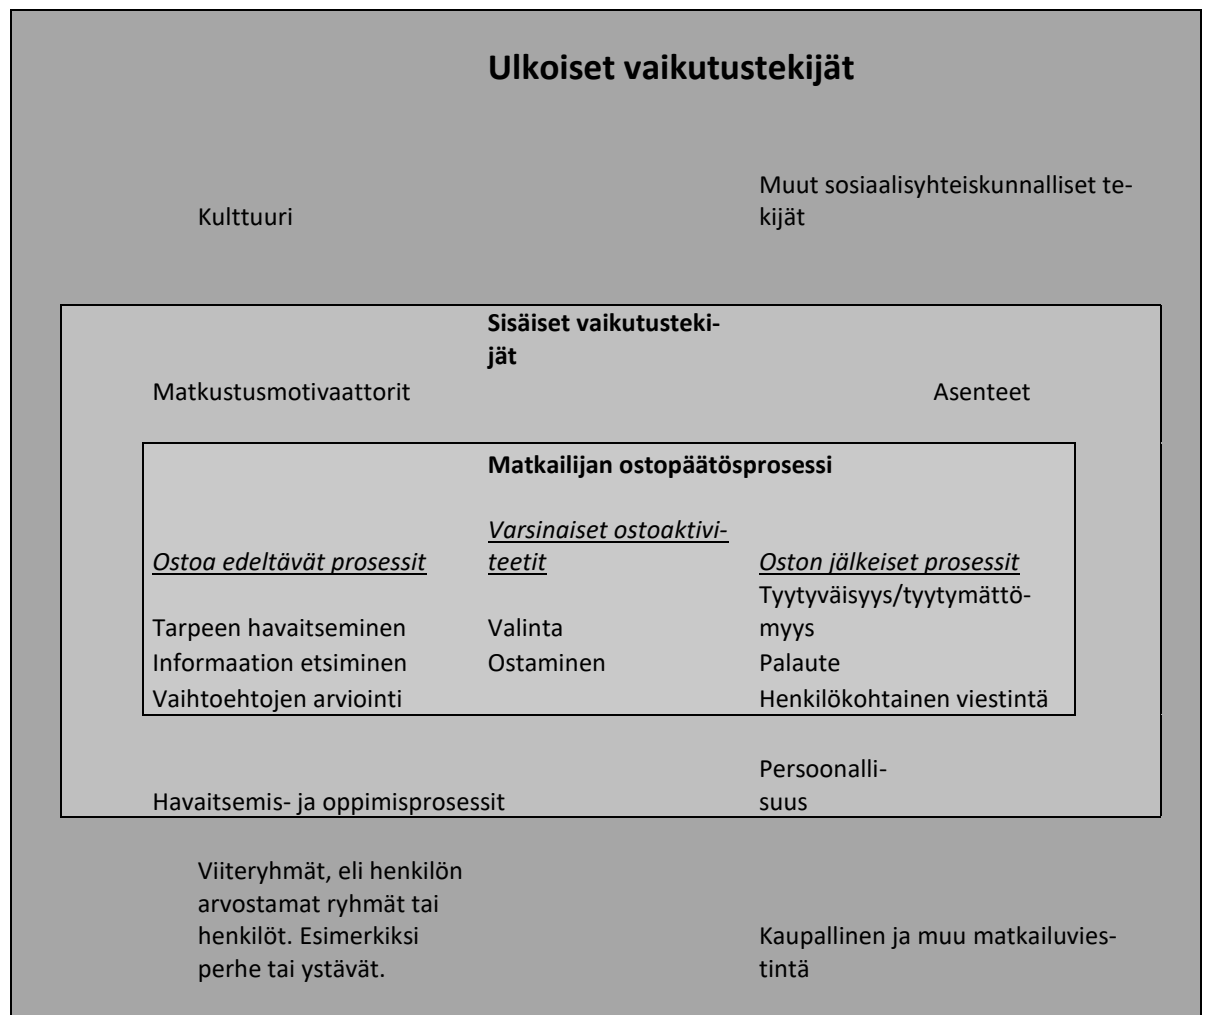 Ulkoiset vaikutustekijät
Muut sosiaalisyhteiskunnalliset te-
Kulttuuri
kijät
Sisäiset vaikutusteki-
jät
Matkustusmotivaattorit
Asenteet
Matkailijan ostopäätösprosessi
Varsinaiset ostoaktivi-
Ostoa edeltävät prosessit
teetit
Oston jälkeiset prosessit
Tyytyväisyys/tyytymättö-
Tarpeen havaitseminen
Valinta
myys
Informaation etsiminen
Ostaminen
Palaute
Vaihtoehtojen arviointi
Henkilökohtainen viestintä
Persoonalli-
Havaitsemis- ja oppimisprosessit
suus
Viiteryhmät, eli henkilön
arvostamat ryhmät tai
henkilöt. Esimerkiksi
perhe tai ystävät.
Kaupallinen ja muu matkailuvies-
tintä